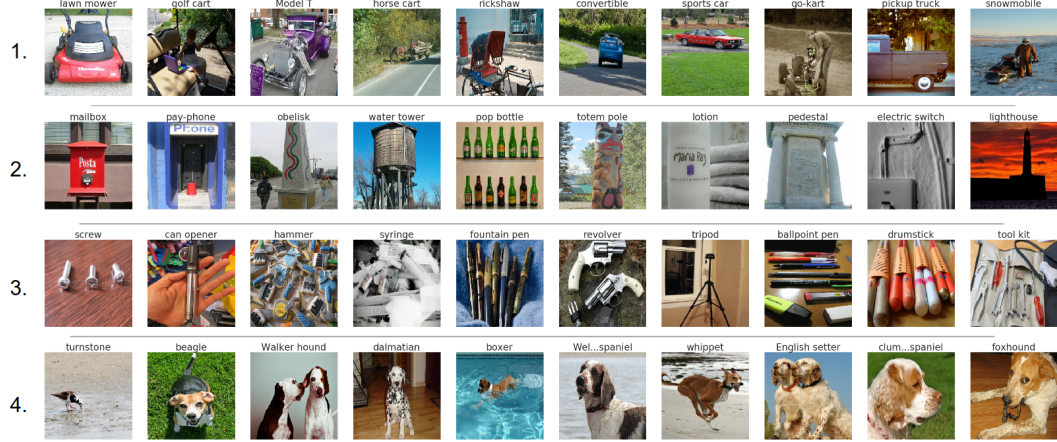 lawn mower golf cart Model T horse cart rickshaw convertible sports car go-kart pickup truck snowmobile
1.
mailbox pay-phone obelisk water tower pop bottle totem pole lotion pedestal electric switch lighthouse
2.
Posta
Phone
Maria
screw can opener hammer syringe fountain pen revolver tripod ballpoint pen drumstick tool kit
3.
turnstone beagle Walker hound dalmatian boxer Wel...spaniel whippet English setter clum...spaniel foxhound
4.